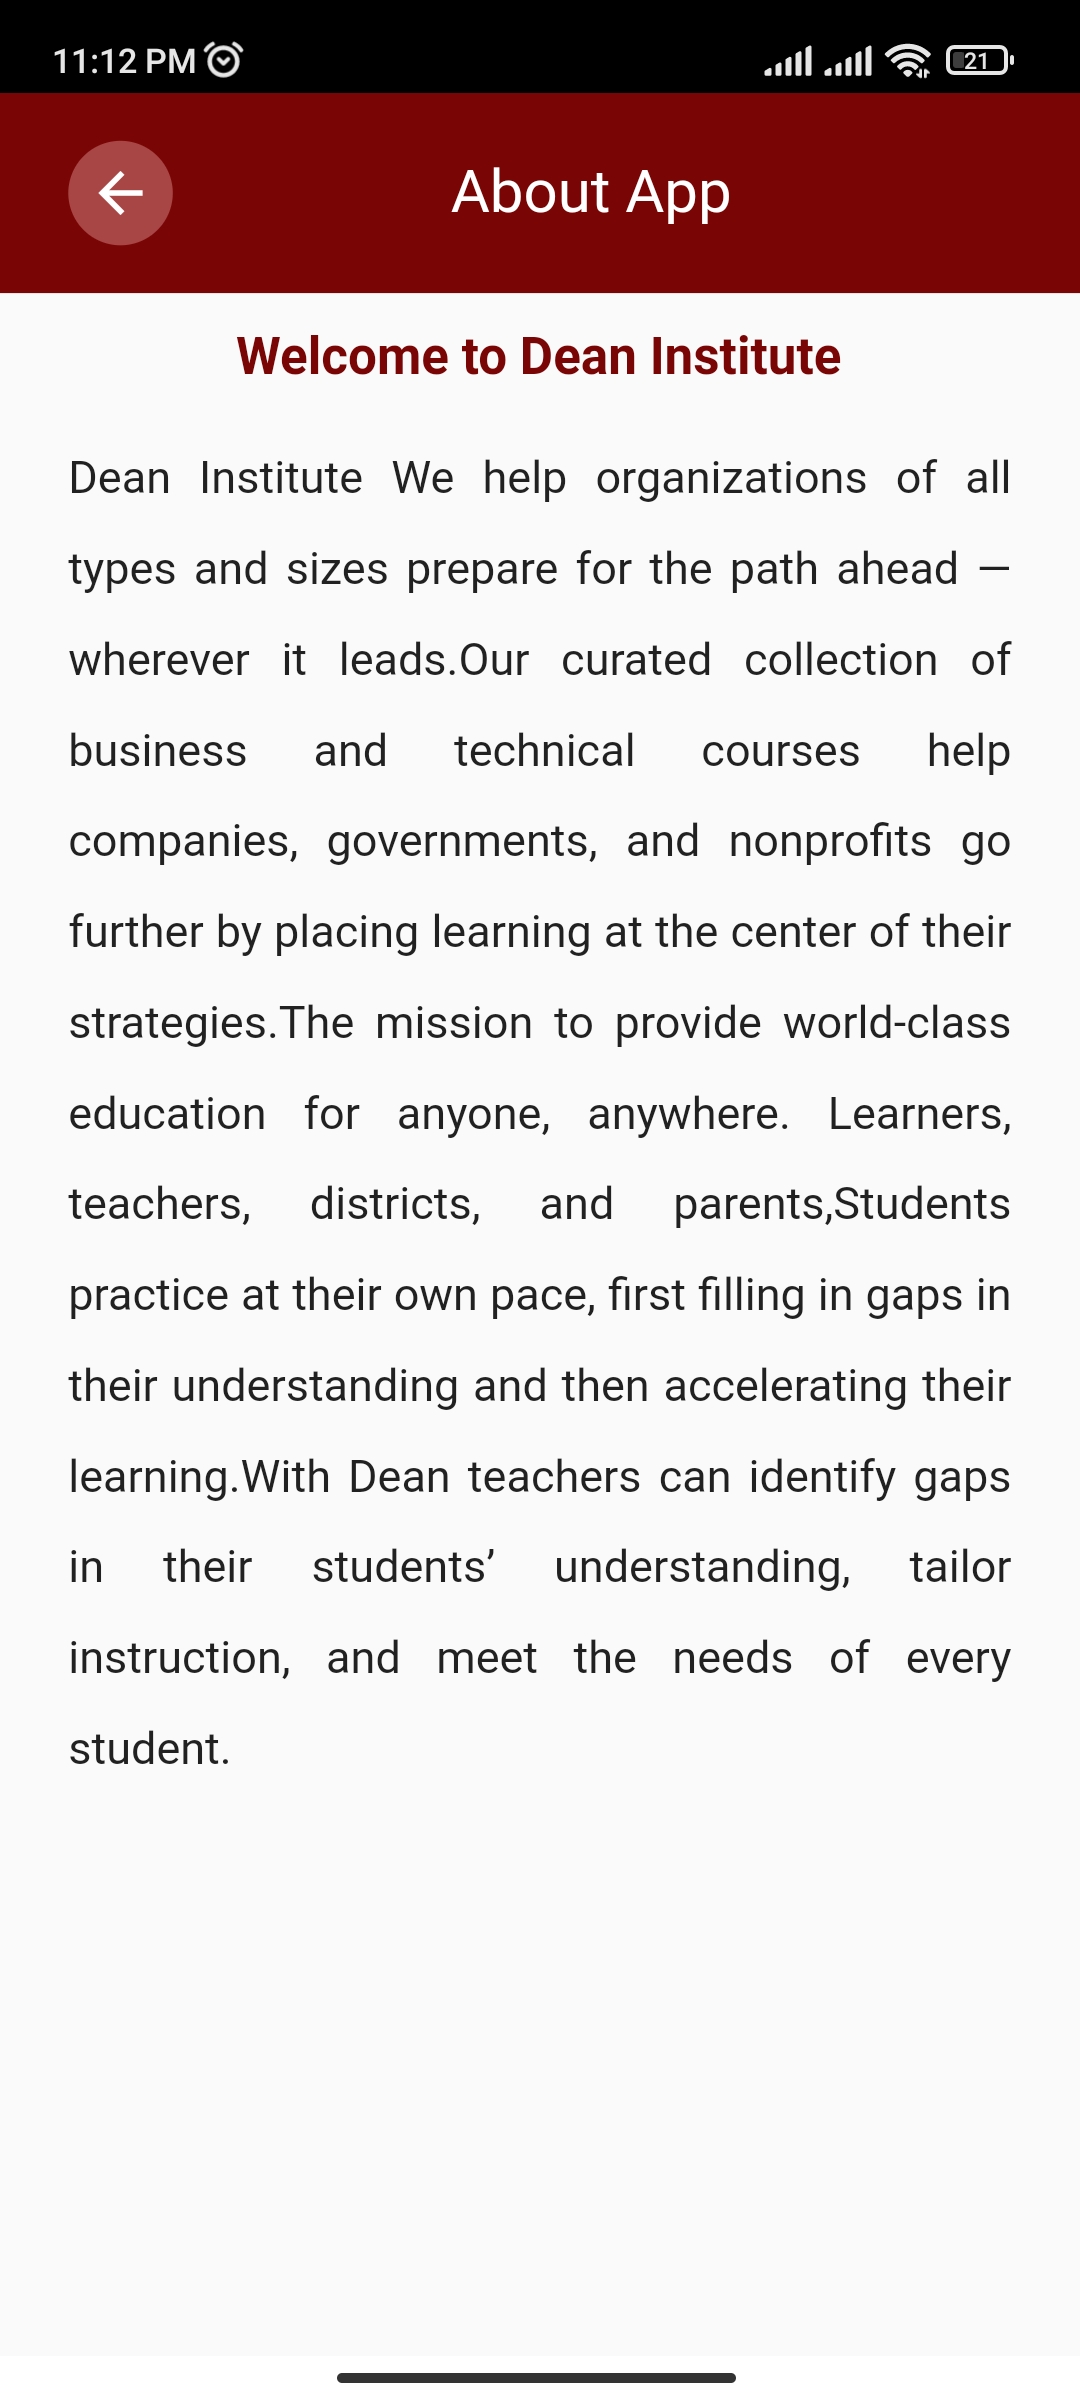 11:12 PM
21
About App
Welcome to Dean Institute
Dean Institute We help organizations of all
types and sizes prepare for the path ahead —
wherever it leads.Our curated collection of
business and technical courses help
companies, governments, and nonprofits go
further by placing learning at the center of their
strategies.The mission to provide world-class
education for anyone, anywhere. Learners,
teachers, districts, and parents,Students
practice at their own pace, first filling in gaps in
their understanding and then accelerating their
learning.With Dean teachers can identify gaps
in their students’ understanding, tailor
instruction, and meet the needs of every
student.